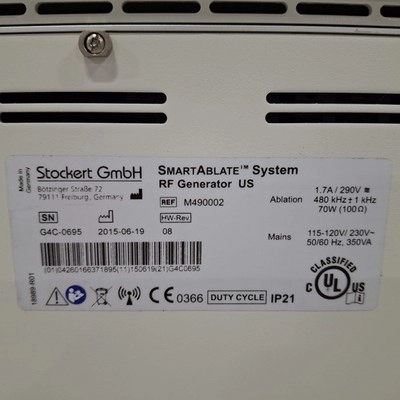 Made in
Germany
Stockert GmbH
Bötzinger Straße 72
79111 Freiburg, Germany
SN
G4C-0695
2015-06-19
HW-Rev.
08
SMARTABLATE™ System
RF Generator US
REF M490002
Ablation
1.7A / 290V ≂
480 kHz ± 1 kHz
70W (100Ω)
Mains
115-120V/ 230V~
50/60 Hz, 350VA
(01)04260166371895(11)150619(21)G4C0695
18989-R01
CE 0366
DUTY CYCLE
IP21
CLASSIFIED
C UL US